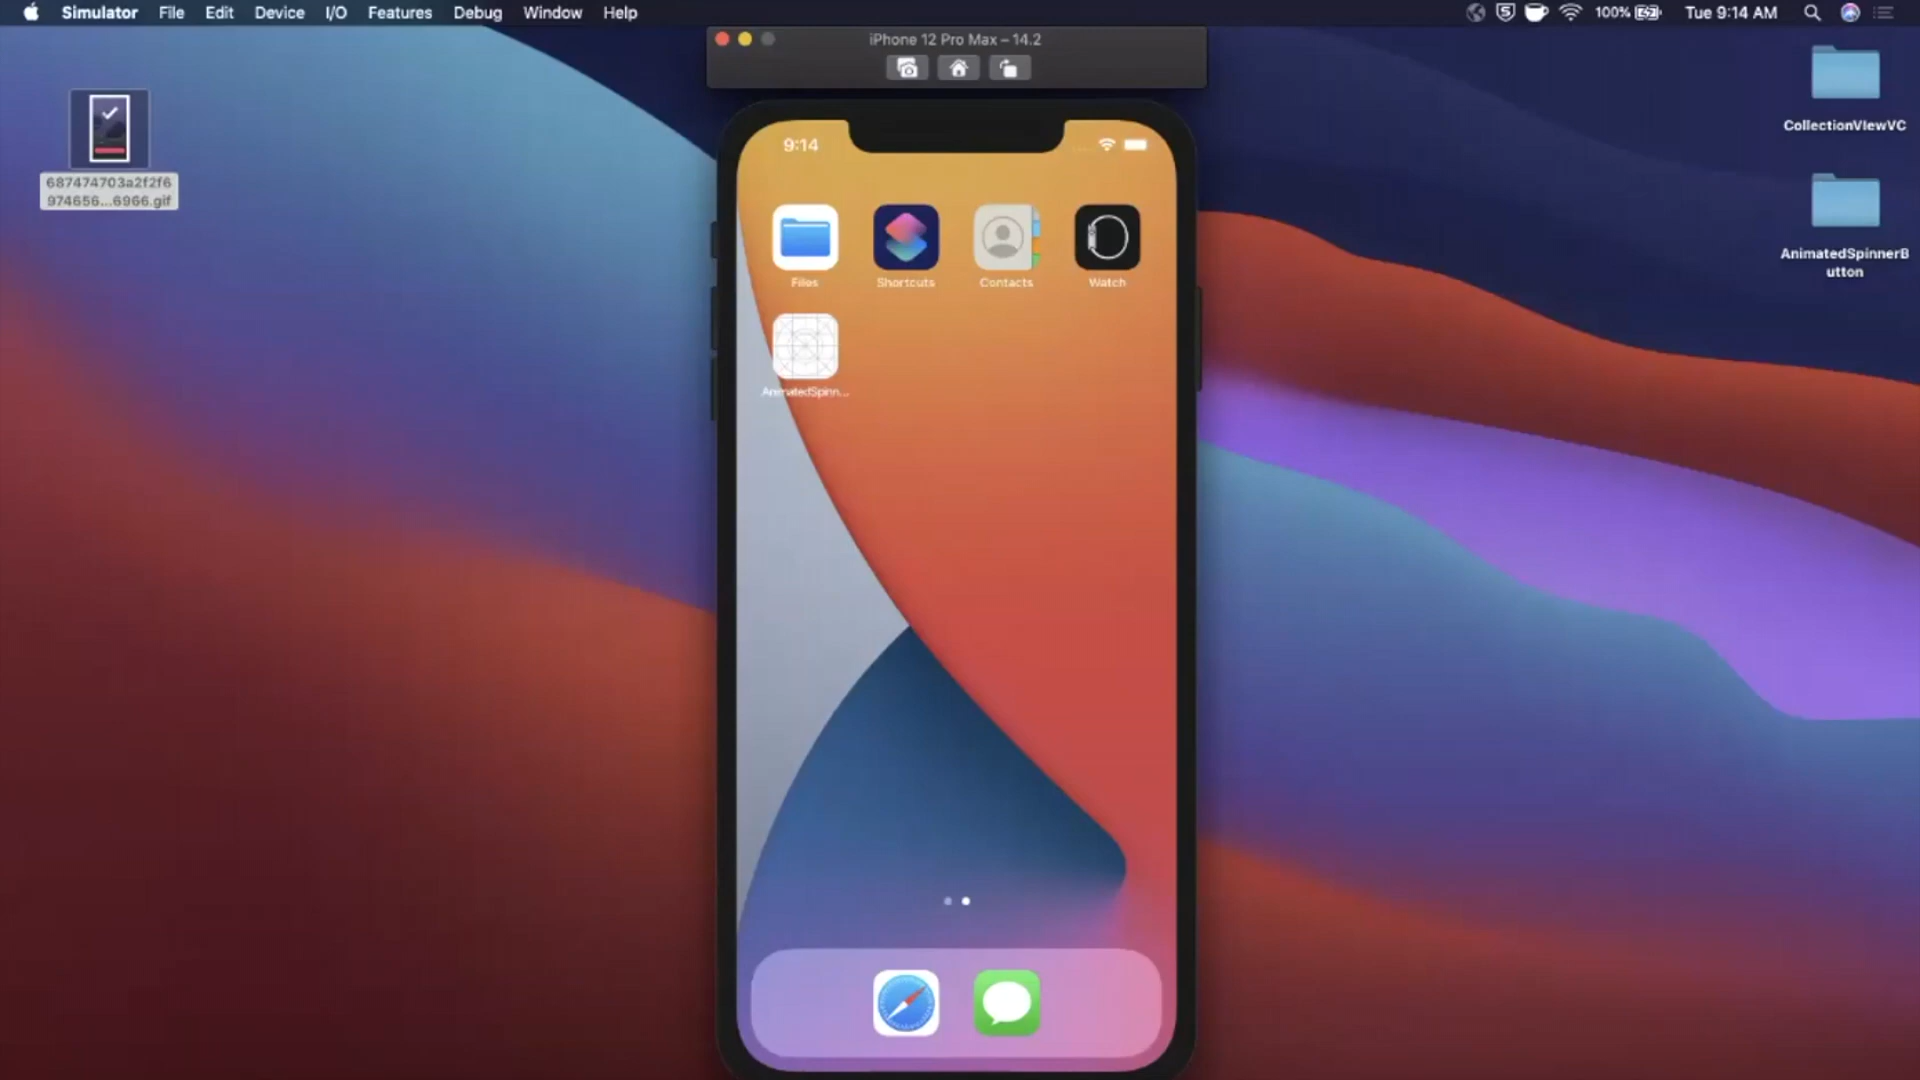 Simulator File Edit Device I/O Features Debug Window Help 100% Tue 9:14 AM
iPhone 12 Pro Max – 14.2
687474703a2f2f6
974656...6966.gif
CollectionVIewVC
AnimatedSpinnerB
utton
9:14
Files Shortcuts Contacts Watch
AnimatedSpinn...